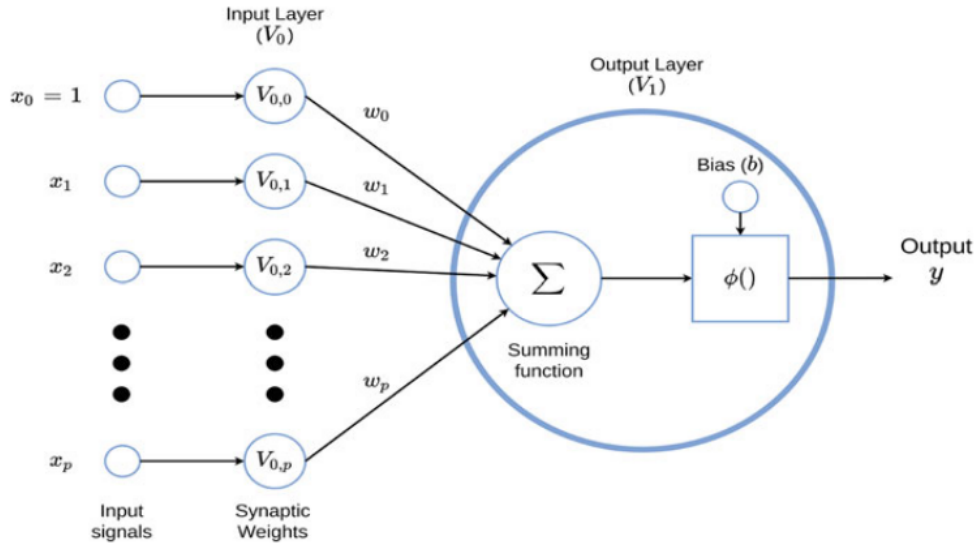 Input Layer
(V₀)
Output Layer
(V₁)
x₀ = 1
V₀,₀
w₀
Bias (b)
x₁
V₀,₁
w₁
x₂
V₀,₂
w₂
∑
ϕ()
Output
y
Summing
function
wₚ
xₚ
V₀,ₚ
Input
signals
Synaptic
Weights